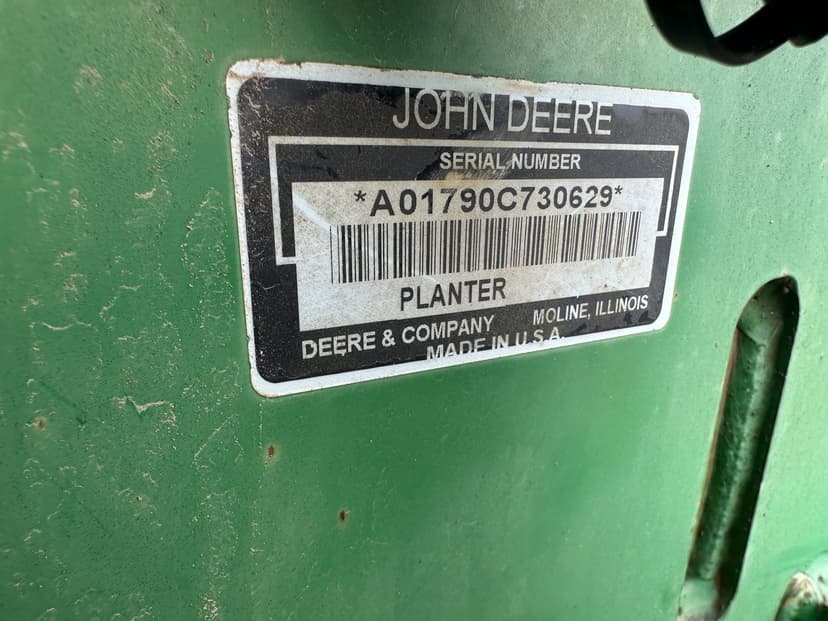 JOHN DEERE
SERIAL NUMBER
*A01790C730629*
PLANTER
DEERE & COMPANY MOLINE, ILLINOIS
MADE IN U.S.A.